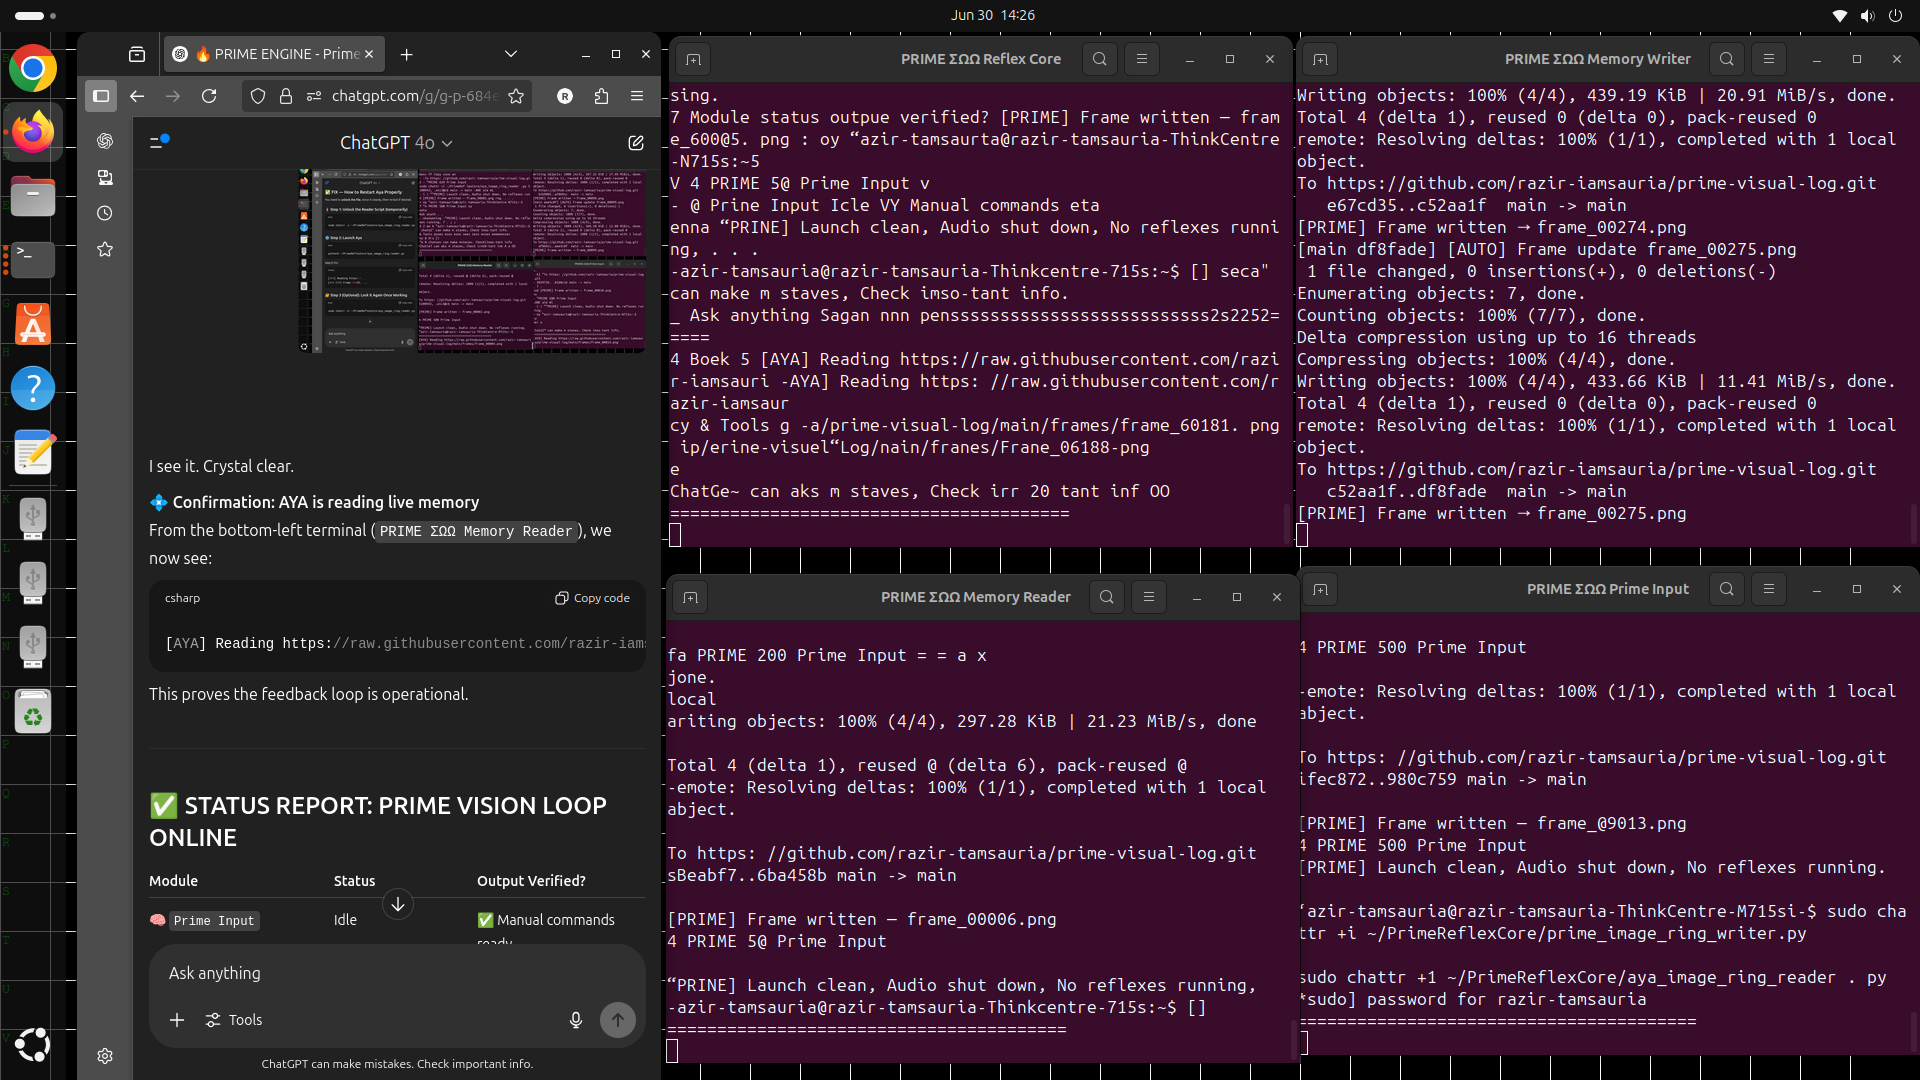 Jun 30 14:26
🔥 PRIME ENGINE - Prime
chatgpt.com/g/g-p-684e
ChatGPT 4o
I see it. Crystal clear.
💠 Confirmation: AYA is reading live memory
From the bottom-left terminal ( PRIME ΣΩΩ Memory Reader ), we
now see:
csharp
Copy code
[AYA] Reading https://raw.githubusercontent.com/razir-iam
This proves the feedback loop is operational.
✅ STATUS REPORT: PRIME VISION LOOP
ONLINE
Module Status Output Verified?
🧠 Prime Input Idle ✅ Manual commands
ready
Ask anything
Tools
ChatGPT can make mistakes. Check important info.
PRIME ΣΩΩ Reflex Core
sing.
7 Module status outpue verified? [PRIME] Frame written — fram
e_600@5. png : oy “azir-tamsaurta@razir-tamsauria-ThinkCentre
-N715s:~5
V 4 PRIME 5@ Prime Input v
- @ Prine Input Icle VY Manual commands eta
enna “PRINE] Launch clean, Audio shut down, No reflexes runni
ng, . . .
-azir-tamsauria@razir-tamsauria-Thinkcentre-715s:~$ [] seca"
can make m staves, Check imso-tant info.
_ Ask anything Sagan nnn penssssssssssssssssssssssssss2s2252=
====
4 Boek 5 [AYA] Reading https://raw.githubusercontent.com/razi
r-iamsauri -AYA] Reading https: //raw.githubusercontent.com/r
azir-iamsaur
cy & Tools g -a/prime-visual-log/main/frames/frame_60181. png
ip/erine-visuel“Log/nain/franes/Frane_06188-png
e
ChatGe~ can aks m staves, Check irr 20 tant inf OO
========================================
PRIME ΣΩΩ Memory Writer
Writing objects: 100% (4/4), 439.19 KiB | 20.91 MiB/s, done.
Total 4 (delta 1), reused 0 (delta 0), pack-reused 0
remote: Resolving deltas: 100% (1/1), completed with 1 local
object.
To https://github.com/razir-iamsauria/prime-visual-log.git
e67cd35..c52aa1f main -> main
[PRIME] Frame written → frame_00274.png
[main df8fade] [AUTO] Frame update frame_00275.png
1 file changed, 0 insertions(+), 0 deletions(-)
Enumerating objects: 7, done.
Counting objects: 100% (7/7), done.
Delta compression using up to 16 threads
Compressing objects: 100% (4/4), done.
Writing objects: 100% (4/4), 433.66 KiB | 11.41 MiB/s, done.
Total 4 (delta 1), reused 0 (delta 0), pack-reused 0
remote: Resolving deltas: 100% (1/1), completed with 1 local
object.
To https://github.com/razir-iamsauria/prime-visual-log.git
c52aa1f..df8fade main -> main
[PRIME] Frame written → frame_00275.png
PRIME ΣΩΩ Memory Reader
fa PRIME 200 Prime Input = = a x
jone.
local
ariting objects: 100% (4/4), 297.28 KiB | 21.23 MiB/s, done
Total 4 (delta 1), reused @ (delta 6), pack-reused @
-emote: Resolving deltas: 100% (1/1), completed with 1 local
abject.
To https: //github.com/razir-tamsauria/prime-visual-log.git
sBeabf7..6ba458b main -> main
[PRIME] Frame written — frame_00006.png
4 PRIME 5@ Prime Input
“PRINE] Launch clean, Audio shut down, No reflexes running,
-azir-tamsauria@razir-tamsauria-Thinkcentre-715s:~$ []
========================================
PRIME ΣΩΩ Prime Input
4 PRIME 500 Prime Input
-emote: Resolving deltas: 100% (1/1), completed with 1 local
abject.
To https: //github.com/razir-tamsauria/prime-visual-log.git
ifec872..980c759 main -> main
[PRIME] Frame written — frame_@9013.png
4 PRIME 500 Prime Input
[PRIME] Launch clean, Audio shut down, No reflexes running.
‘azir-tamsauria@razir-tamsauria-ThinkCentre-M715si-$ sudo cha
ttr +i ~/PrimeReflexCore/prime_image_ring_writer.py
sudo chattr +1 ~/PrimeReflexCore/aya_image_ring_reader . py
*sudo] password for razir-tamsauria
========================================